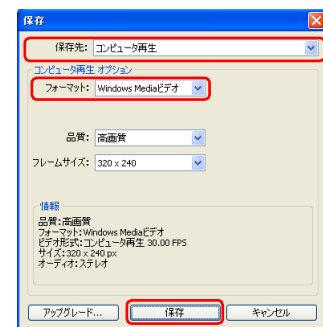 保存
保存先: コンピュータ再生
コンピュータ再生 オプション
フォーマット: Windows Mediaビデオ
品質: 高画質
フレームサイズ: 320 x 240
情報
品質:高画質
フォーマット:Windows Mediaビデオ
ビデオ形式:コンピュータ再生 30.00 FPS
サイズ:320 x 240 px
オーディオ:ステレオ
アップグレード... 保存 キャンセル